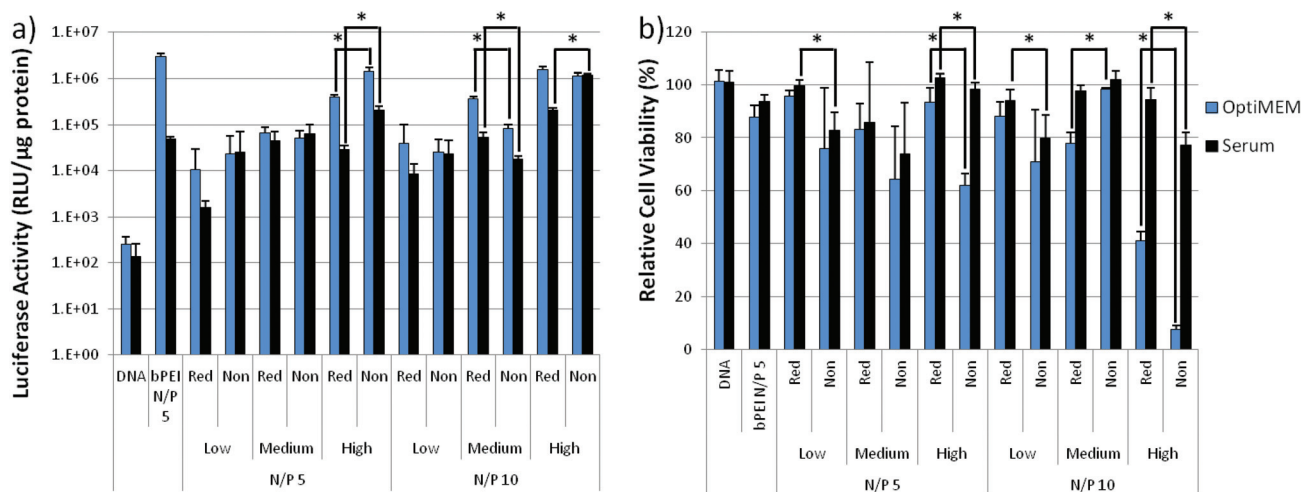 a)
Luciferase Activity (RLU/µg protein)
1.E+07
1.E+06
1.E+05
1.E+04
1.E+03
1.E+02
1.E+01
1.E+00
* * * * *
DNA bPEI N/P 5 Red Non Red Non Red Non Red Non Red Non Red Non
Low Medium High Low Medium High
N/P 5 N/P 10
b)
Relative Cell Viability (%)
120
100
80
60
40
20
0
* * * * * * *
DNA bPEI N/P 5 Red Non Red Non Red Non Red Non Red Non Red Non
Low Medium High Low Medium High
N/P 5 N/P 10
OptiMEM
Serum